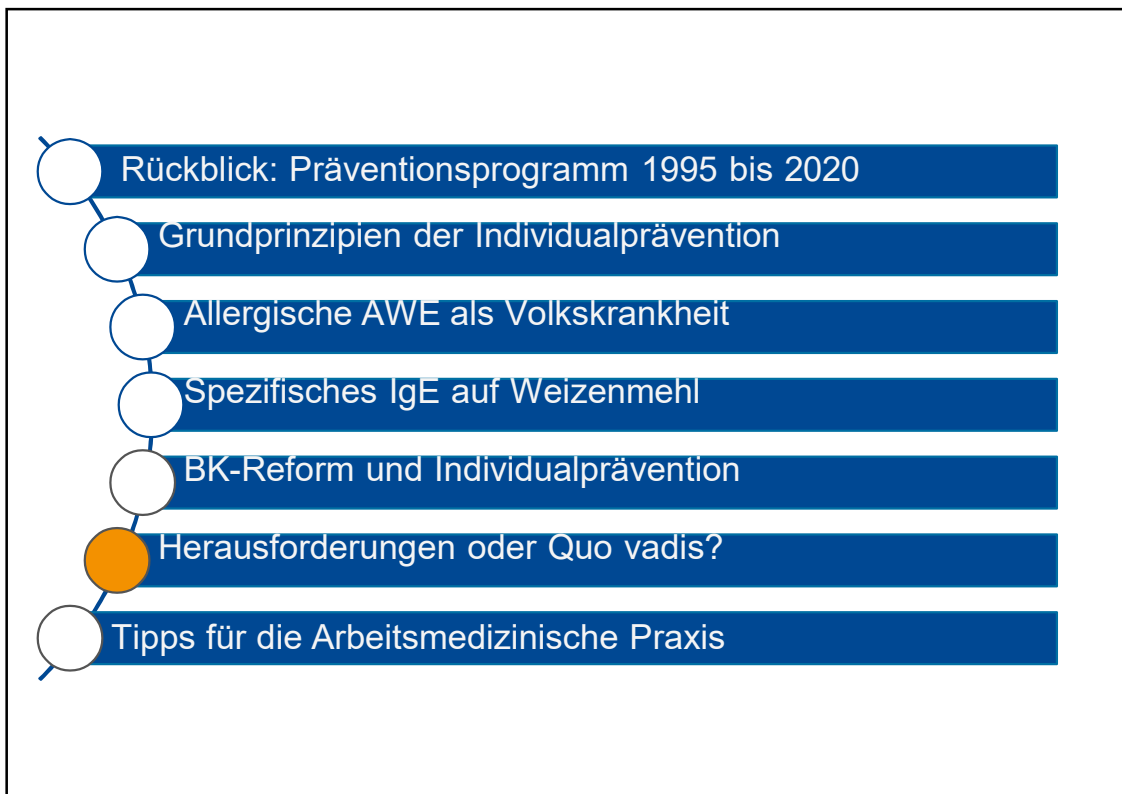 Rückblick: Präventionsprogramm 1995 bis 2020
Grundprinzipien der Individualprävention
Allergische AWE als Volkskrankheit
Spezifisches IgE auf Weizenmehl
BK-Reform und Individualprävention
Herausforderungen oder Quo vadis?
Tipps für die Arbeitsmedizinische Praxis